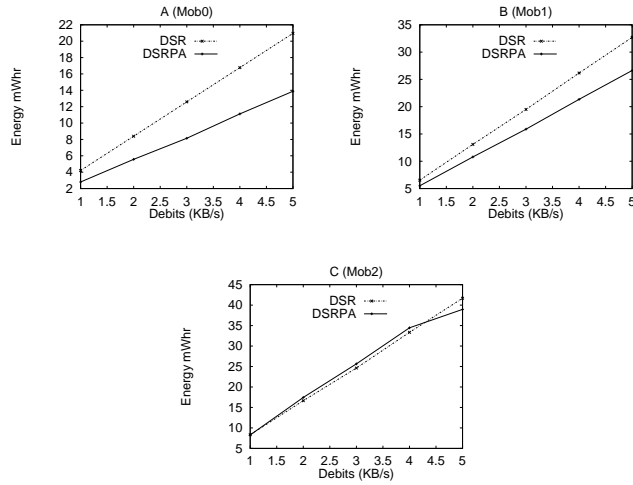 A (Mob0)
22
20
18
16
14
12
10
8
6
4
2
Energy mWhr
DSR
DSRPA
1 1.5 2 2.5 3 3.5 4 4.5 5
Debits (KB/s)
B (Mob1)
35
30
25
20
15
10
5
Energy mWhr
DSR
DSRPA
1 1.5 2 2.5 3 3.5 4 4.5 5
Debits (KB/s)
C (Mob2)
45
40
35
30
25
20
15
10
5
Energy mWhr
DSR
DSRPA
1 1.5 2 2.5 3 3.5 4 4.5 5
Debits (KB/s)